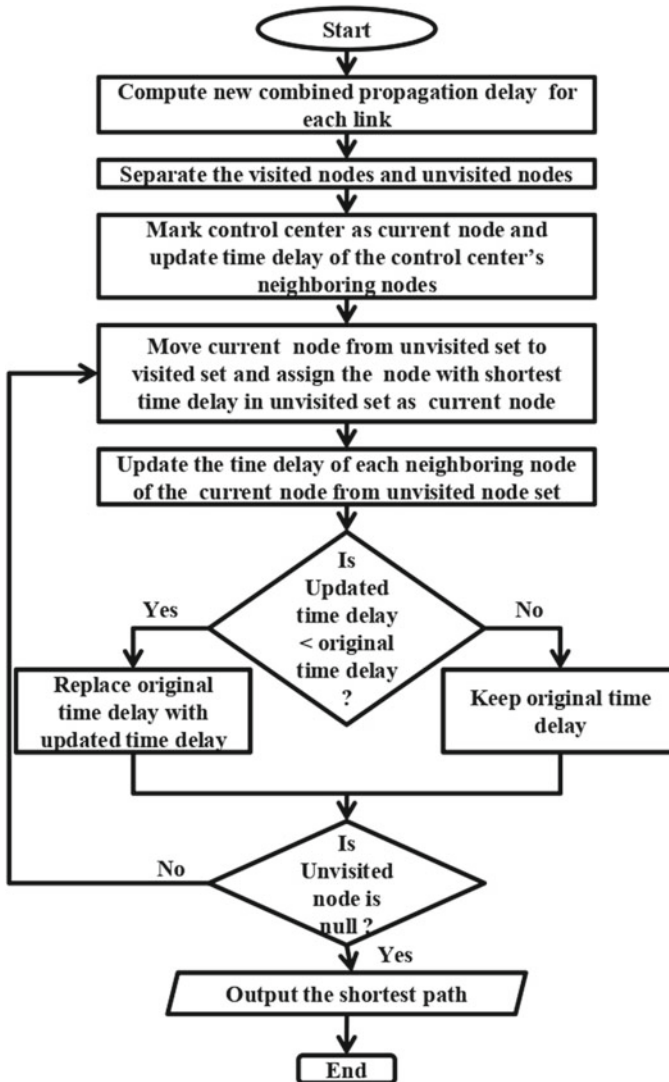 Start
Compute new combined propagation delay for
each link
Separate the visited nodes and unvisited nodes
Mark control center as current node and
update time delay of the control center's
neighboring nodes
Move current node from unvisited set to
visited set and assign the node with shortest
time delay in unvisited set as current node
Update the tine delay of each neighboring node
of the current node from unvisited node set
Is
Updated
time delay
< original
time delay
?
Yes
No
Replace original
time delay with
updated time delay
Keep original time
delay
Is
Unvisited
node is
null ?
No
Yes
Output the shortest path
End